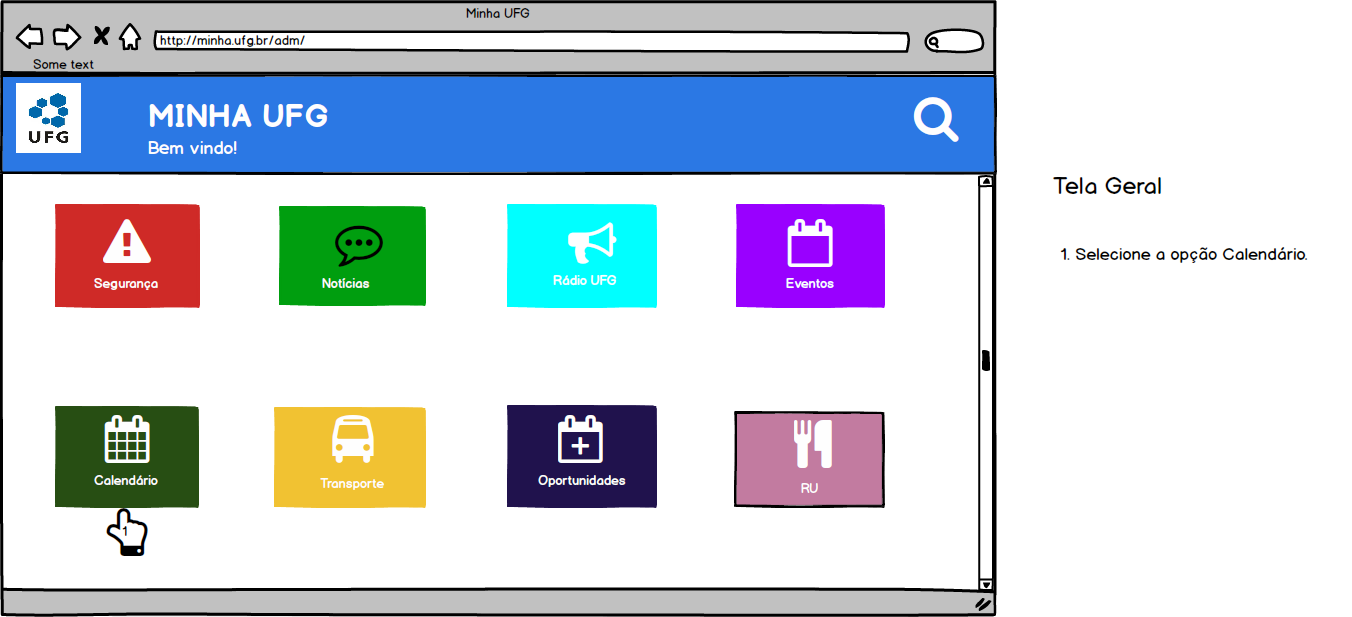 Minha UFG
http://minha.ufg.br/adm/
Some text
UFG
MINHA UFG
Bem vindo!
Segurança
Notícias
Rádio UFG
Eventos
Calendário
Transporte
Oportunidades
RU
1
Tela Geral
1. Selecione a opção Calendário.